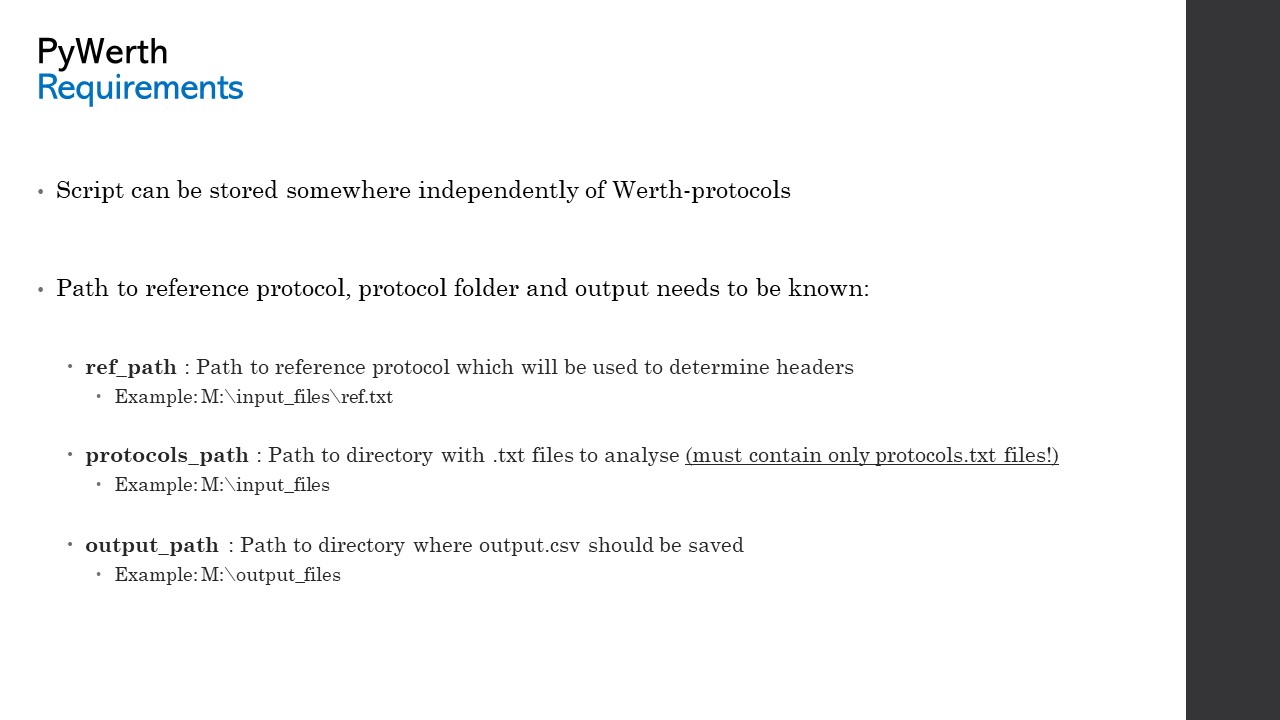 PyWerth
Requirements
• Script can be stored somewhere independently of Werth-protocols
• Path to reference protocol, protocol folder and output needs to be known:
• ref_path : Path to reference protocol which will be used to determine headers
• Example: M:\input_files\ref.txt
• protocols_path : Path to directory with .txt files to analyse (must contain only protocols.txt files!)
• Example: M:\input_files
• output_path : Path to directory where output.csv should be saved
• Example: M:\output_files